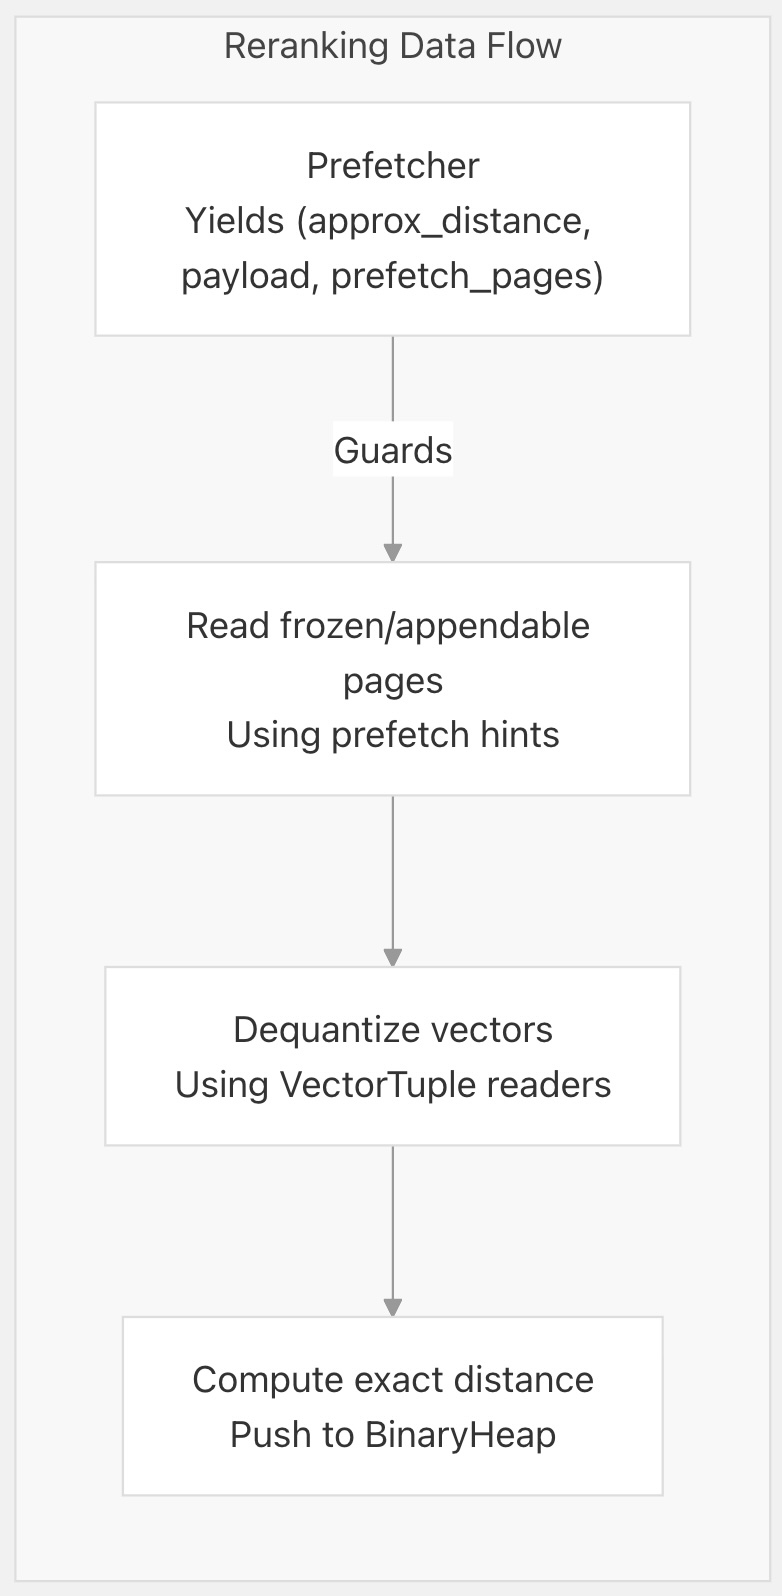 Reranking Data Flow
Prefetcher
Yields (approx_distance,
payload, prefetch_pages)
Guards
Read frozen/appendable
pages
Using prefetch hints
Dequantize vectors
Using VectorTuple readers
Compute exact distance
Push to BinaryHeap